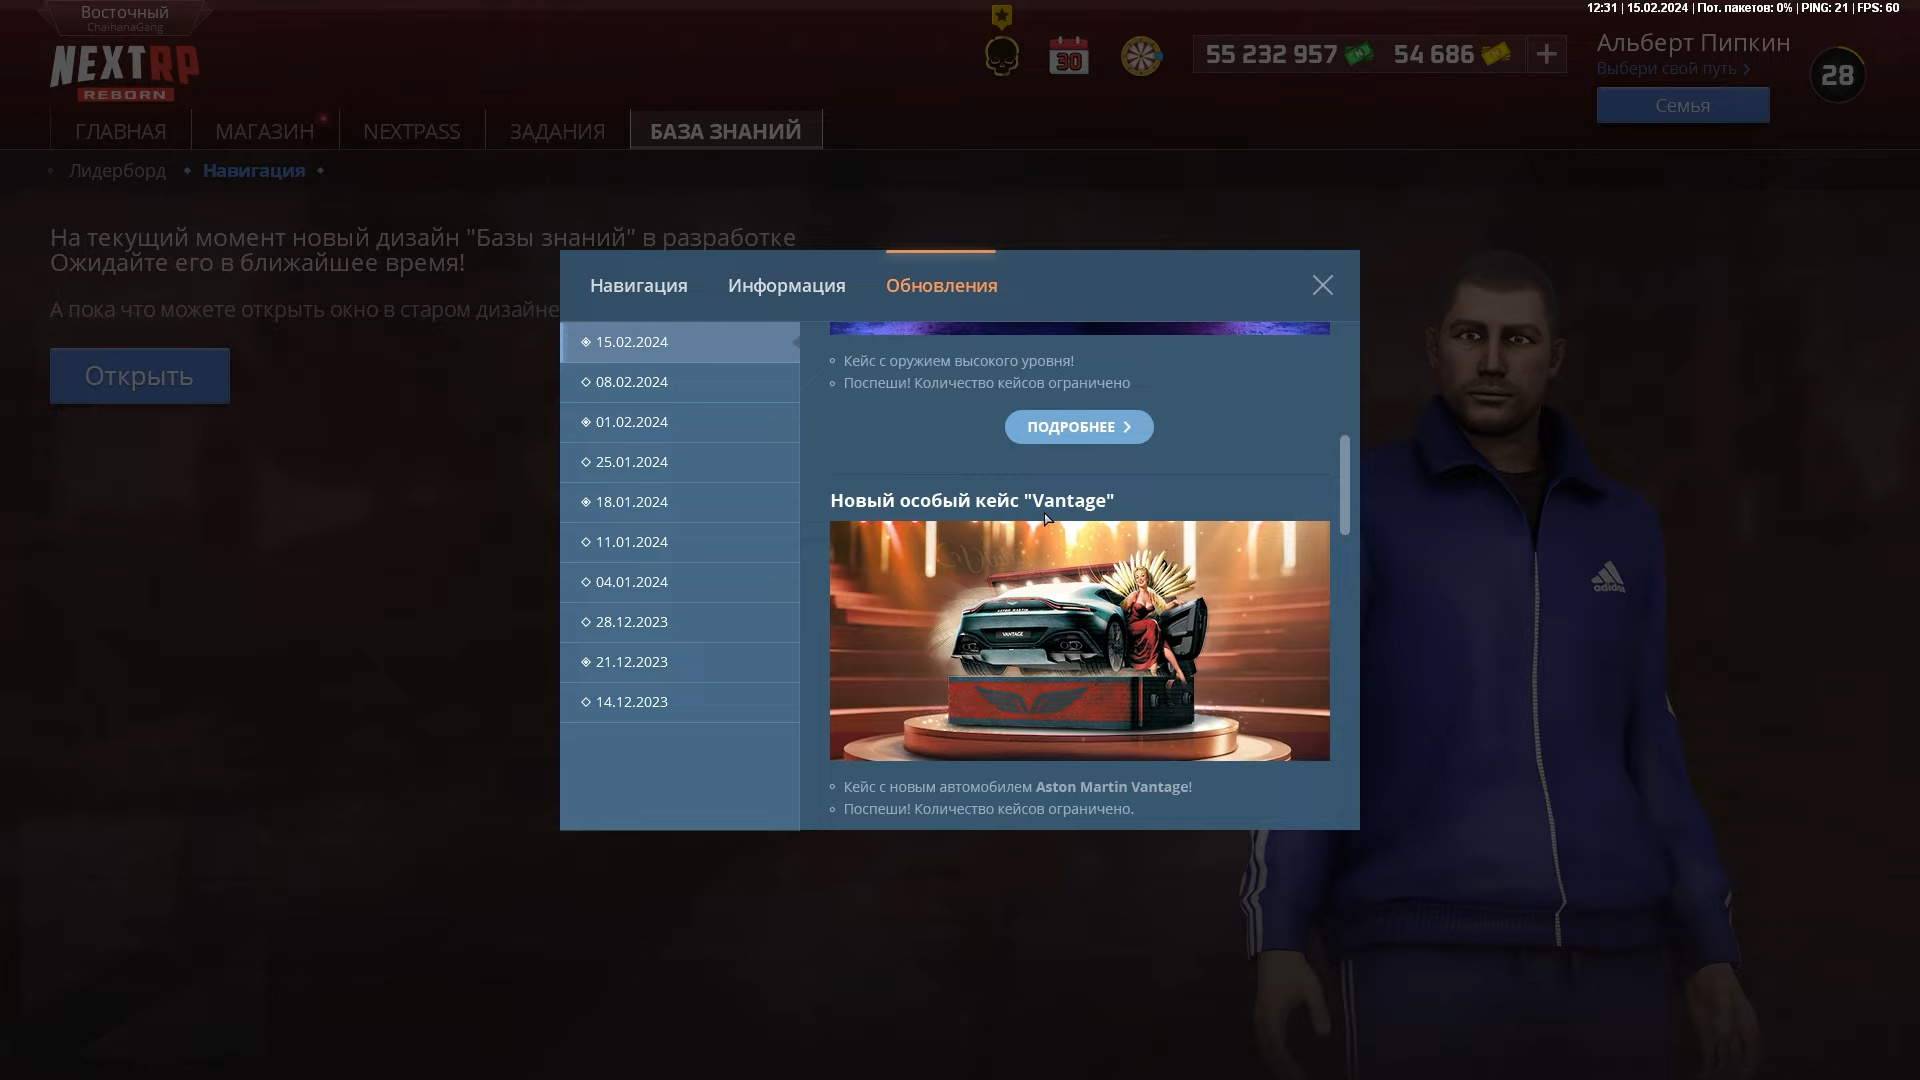 12:31 | 15.02.2024 | Пот. пакетов: 0% | PING: 21 | FPS: 60
Восточный
ChaihanaGang
NEXTRP
REBORN
30
55 232 957
54 686
+
Альберт Пипкин
Выбери свой путь >
28
Семья
ГЛАВНАЯ
МАГАЗИН
NEXTPASS
ЗАДАНИЯ
БАЗА ЗНАНИЙ
Лидерборд
Навигация
На текущий момент новый дизайн "Базы знаний" в разработке
Ожидайте его в ближайшее время!
А пока что можете открыть окно в старом дизайне
Открыть
Навигация
Информация
Обновления
15.02.2024
08.02.2024
01.02.2024
25.01.2024
18.01.2024
11.01.2024
04.01.2024
28.12.2023
21.12.2023
14.12.2023
Кейс с оружием высокого уровня!
Поспеши! Количество кейсов ограничено
ПОДРОБНЕЕ >
Новый особый кейс "Vantage"
ASTON MARTIN
VANTAGE
Кейс с новым автомобилем Aston Martin Vantage!
Поспеши! Количество кейсов ограничено.
adidas